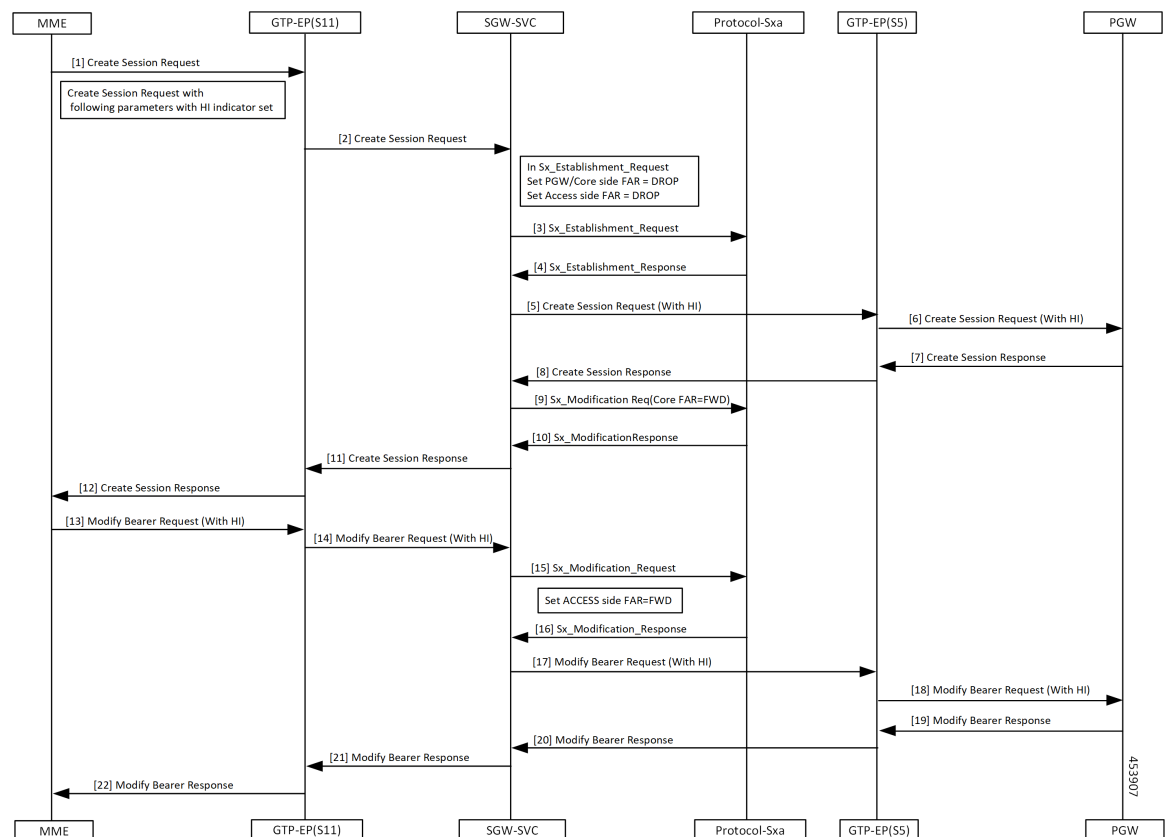 MME
GTP-EP(S11)
SGW-SVC
Protocol-Sxa
GTP-EP(S5)
PGW
[1] Create Session Request
Create Session Request with
following parameters with HI indicator set
[2] Create Session Request
In Sx_Establishment_Request
Set PGW/Core side FAR = DROP
Set Access side FAR = DROP
[3] Sx_Establishment_Request
[4] Sx_Establishment_Response
[5] Create Session Request (With HI)
[6] Create Session Request (With HI)
[7] Create Session Response
[8] Create Session Response
[9] Sx_Modification Req(Core FAR=FWD)
[10] Sx_ModificationResponse
[11] Create Session Response
[12] Create Session Response
[13] Modify Bearer Request (With HI)
[14] Modify Bearer Request (With HI)
[15] Sx_Modification_Request
Set ACCESS side FAR=FWD
[16] Sx_Modification_Response
[17] Modify Bearer Request (With HI)
[18] Modify Bearer Request (With HI)
[19] Modify Bearer Response
[20] Modify Bearer Response
[21] Modify Bearer Response
[22] Modify Bearer Response
453907
MME
GTP-EP(S11)
SGW-SVC
Protocol-Sxa
GTP-EP(S5)
PGW